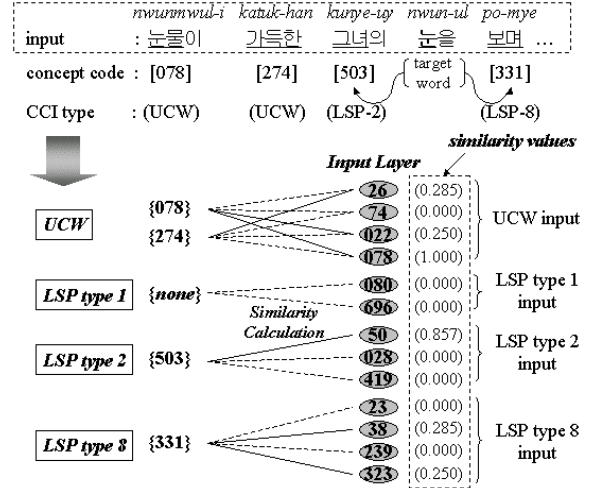 nwunmwul-i katuk-han kunye-uy nwun-ul po-mye
input : 눈물이 가득한 그녀의 눈을 보며 ...
concept code : [078] [274] [503] target word [331]
CCI type : (UCW) (UCW) (LSP-2) (LSP-8)
similarity values
Input Layer
UCW {078} {274} 26 (0.285) 74 (0.000) 022 (0.250) 078 (1.000) UCW input
LSP type 1 {none} 080 (0.000) 696 (0.000) LSP type 1 input
Similarity Calculation
LSP type 2 {503} 50 (0.857) 028 (0.000) 419 (0.000) LSP type 2 input
LSP type 8 {331} 23 (0.000) 38 (0.285) 239 (0.000) 323 (0.250) LSP type 8 input